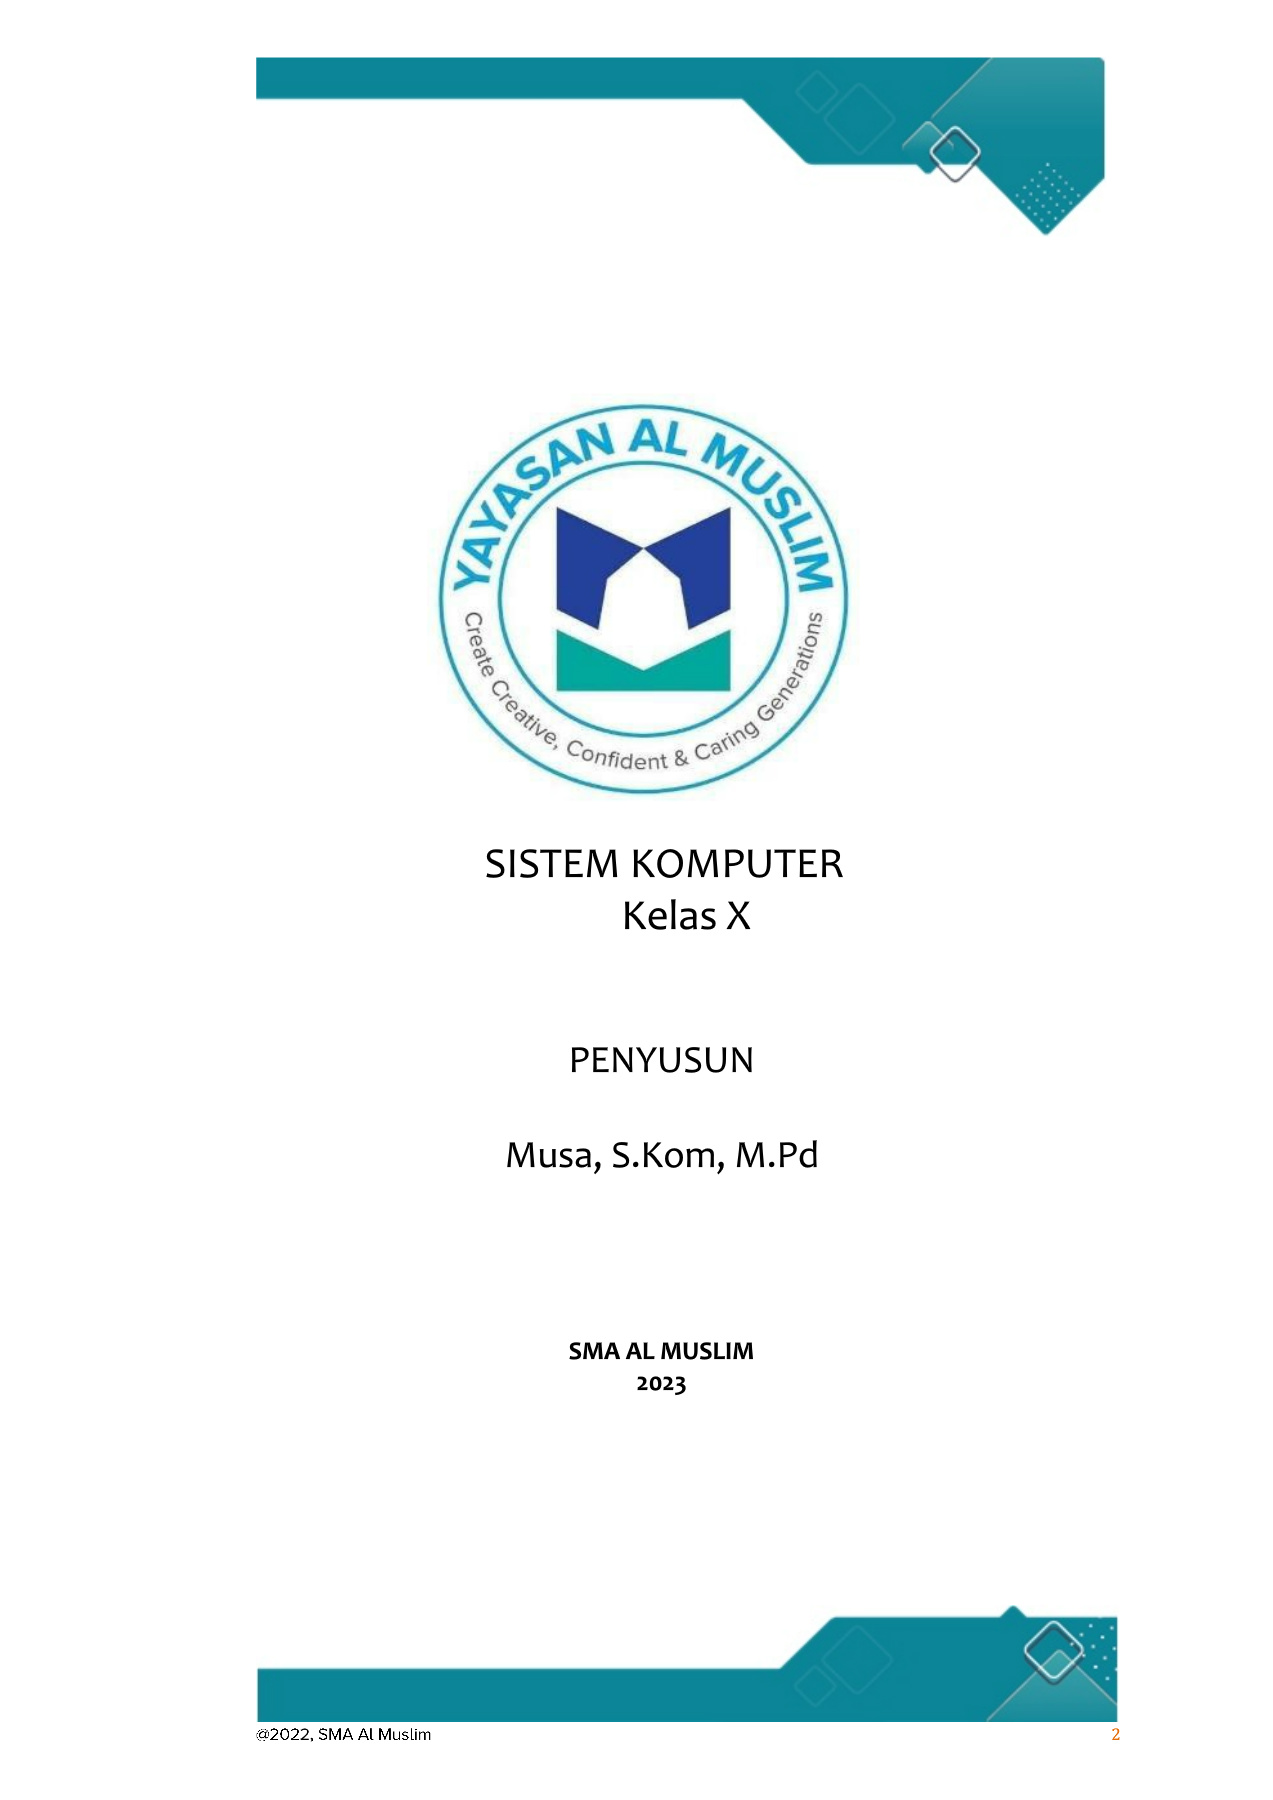 YAYASAN AL MUSLIM
Create Creative, Confident & Caring Generations
SISTEM KOMPUTER
Kelas X
PENYUSUN
Musa, S.Kom, M.Pd
SMA AL MUSLIM
2023
@2022, SMA Al Muslim
2